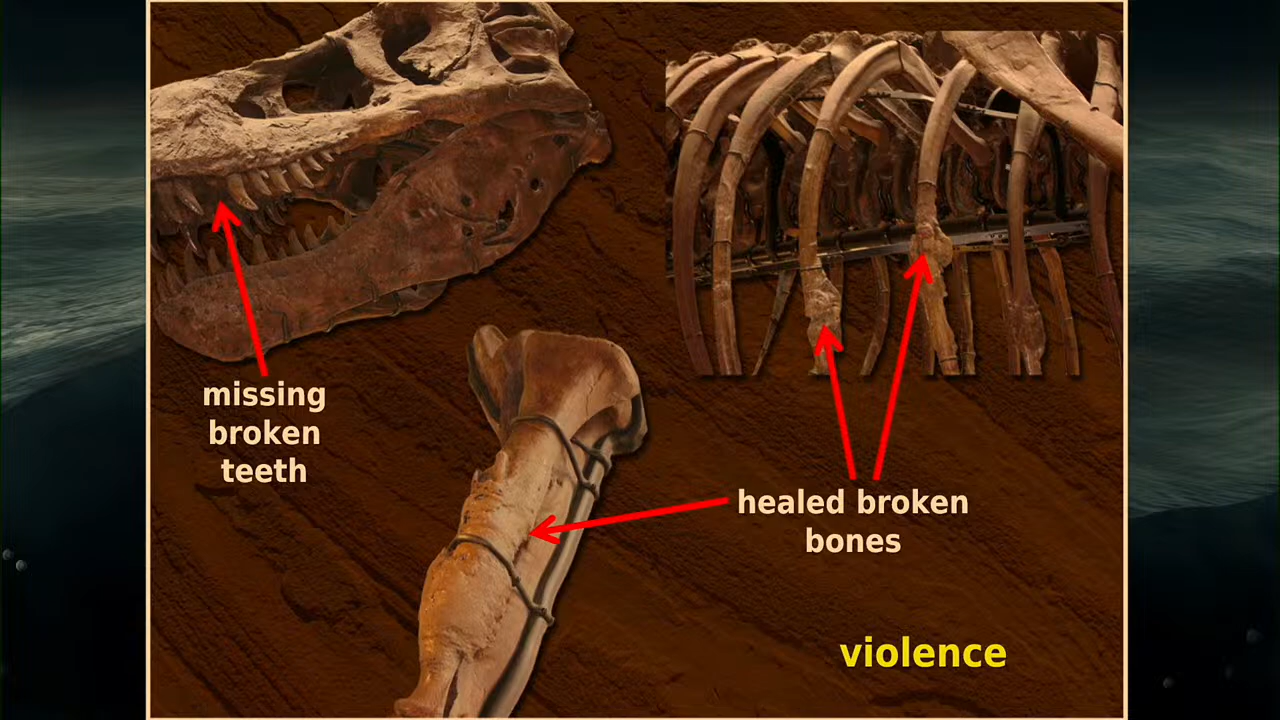 missing
broken
teeth
healed broken
bones
violence